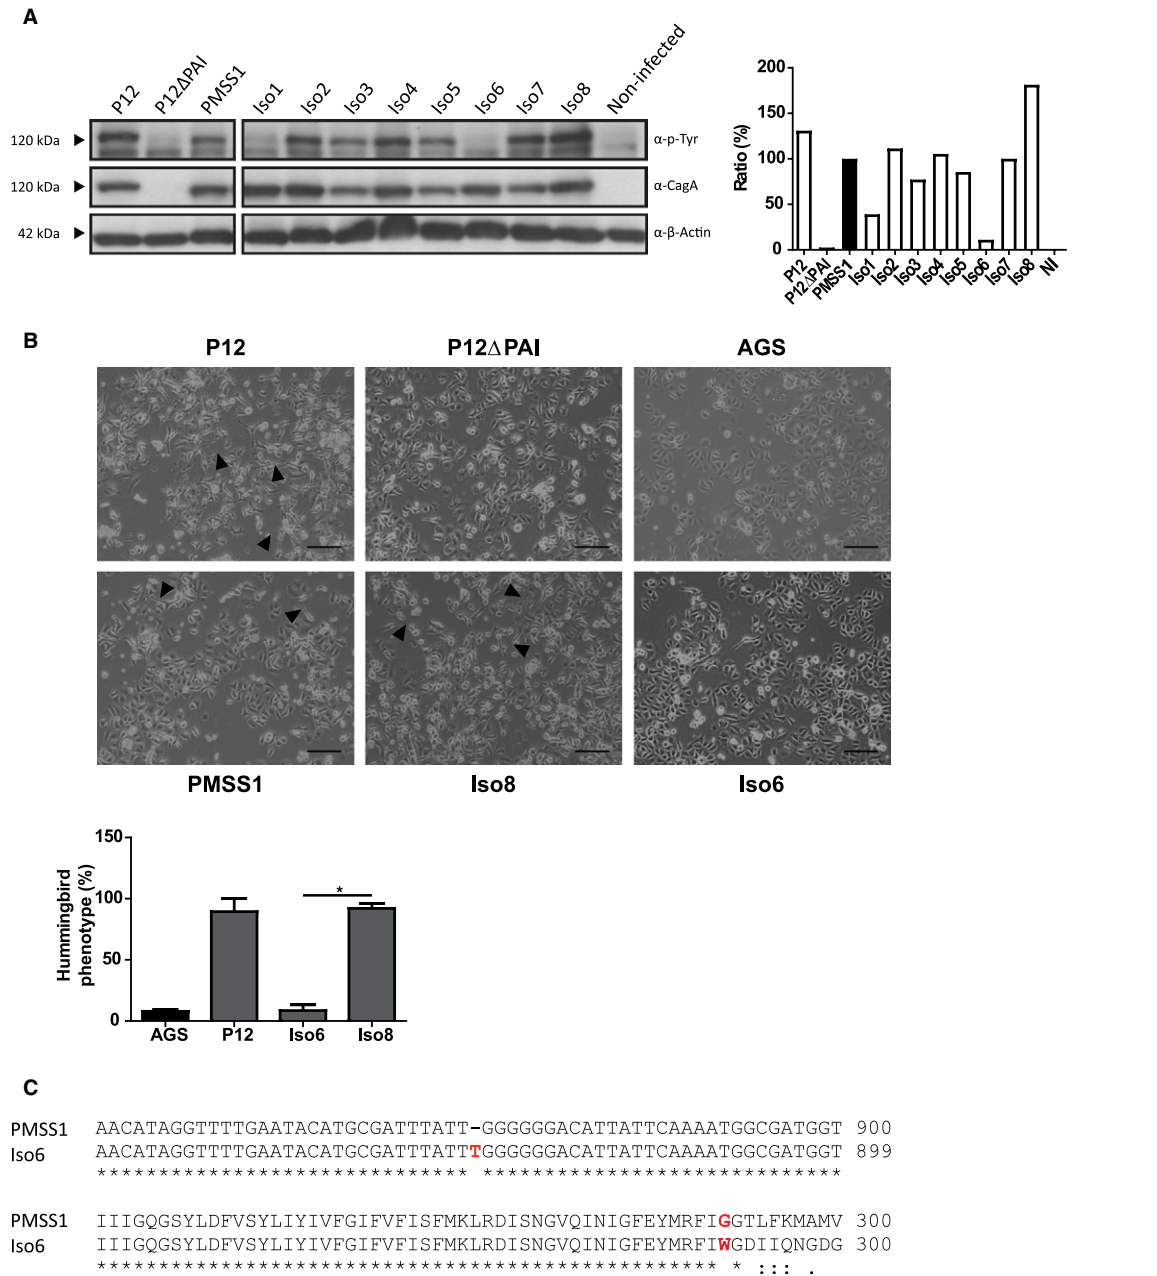 A
P12 P12ΔPAI PMSS1 Iso1 Iso2 Iso3 Iso4 Iso5 Iso6 Iso7 Iso8 Non-infected
120 kDa α-p-Tyr
120 kDa α-CagA
42 kDa α-β-Actin
Ratio (%)
200
150
100
50
0
P12 P12ΔPAI PMSS1 Iso1 Iso2 Iso3 Iso4 Iso5 Iso6 Iso7 Iso8 NI
B
P12 P12ΔPAI AGS
PMSS1 Iso8 Iso6
Hummingbird
phenotype (%)
150
100
50
0
*
AGS P12 Iso6 Iso8
C
PMSS1 AACATAGGTTTTGAATACATGCGATTTATT-GGGGGGACATTATTCAAAATGGCGATGGT 900
Iso6 AACATAGGTTTTGAATACATGCGATTTATTTGGGGGGACATTATTCAAAATGGCGATGGT 899
****************************** *****************************
PMSS1 IIIGQGSYLDFVSYLIYIVFGIFVFISFMKLRDISNGVQINIGFEYMRFIGGTLFKMAMV 300
Iso6 IIIGQGSYLDFVSYLIYIVFGIFVFISFMKLRDISNGVQINIGFEYMRFIWGDIIQNGDG 300
************************************************** * ::: .